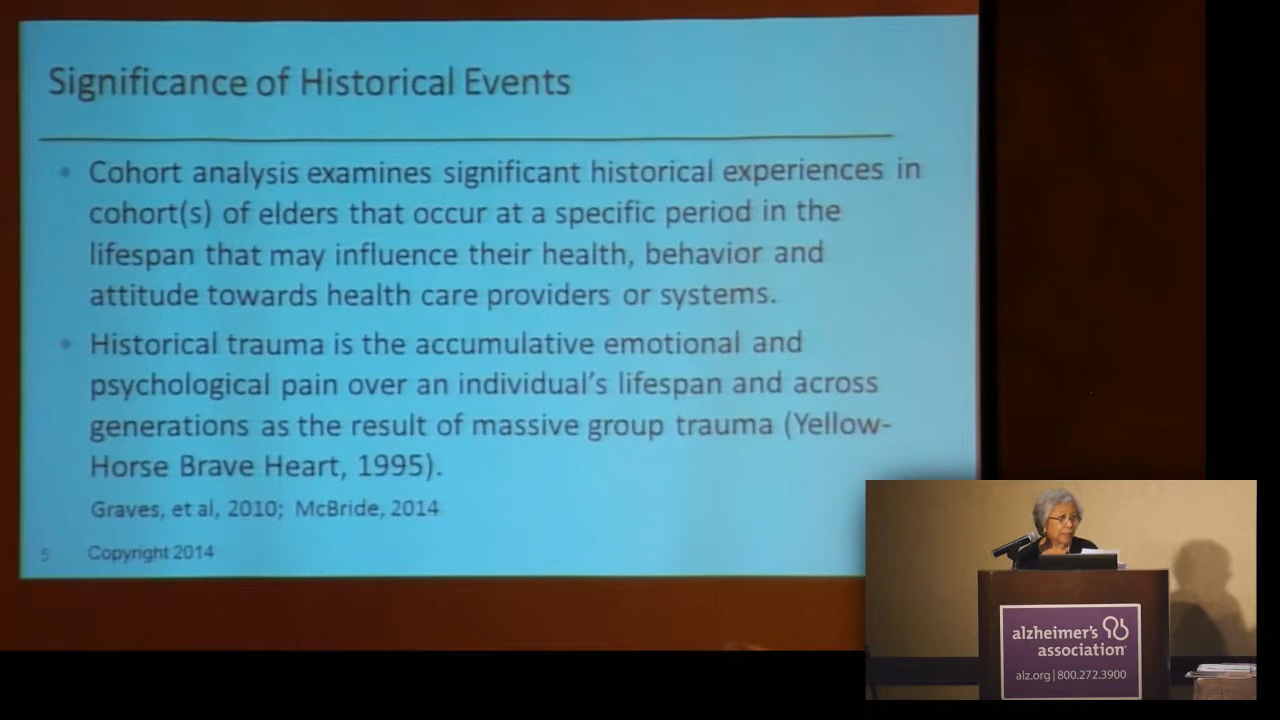 Significance of Historical Events
• Cohort analysis examines significant historical experiences in
cohort(s) of elders that occur at a specific period in the
lifespan that may influence their health, behavior and
attitude towards health care providers or systems.
• Historical trauma is the accumulative emotional and
psychological pain over an individual's lifespan and across
generations as the result of massive group trauma (Yellow-
Horse Brave Heart, 1995).
Graves, et al, 2010; McBride, 2014
5 Copyright 2014
alzheimer's
association
alz.org | 800.272.3900